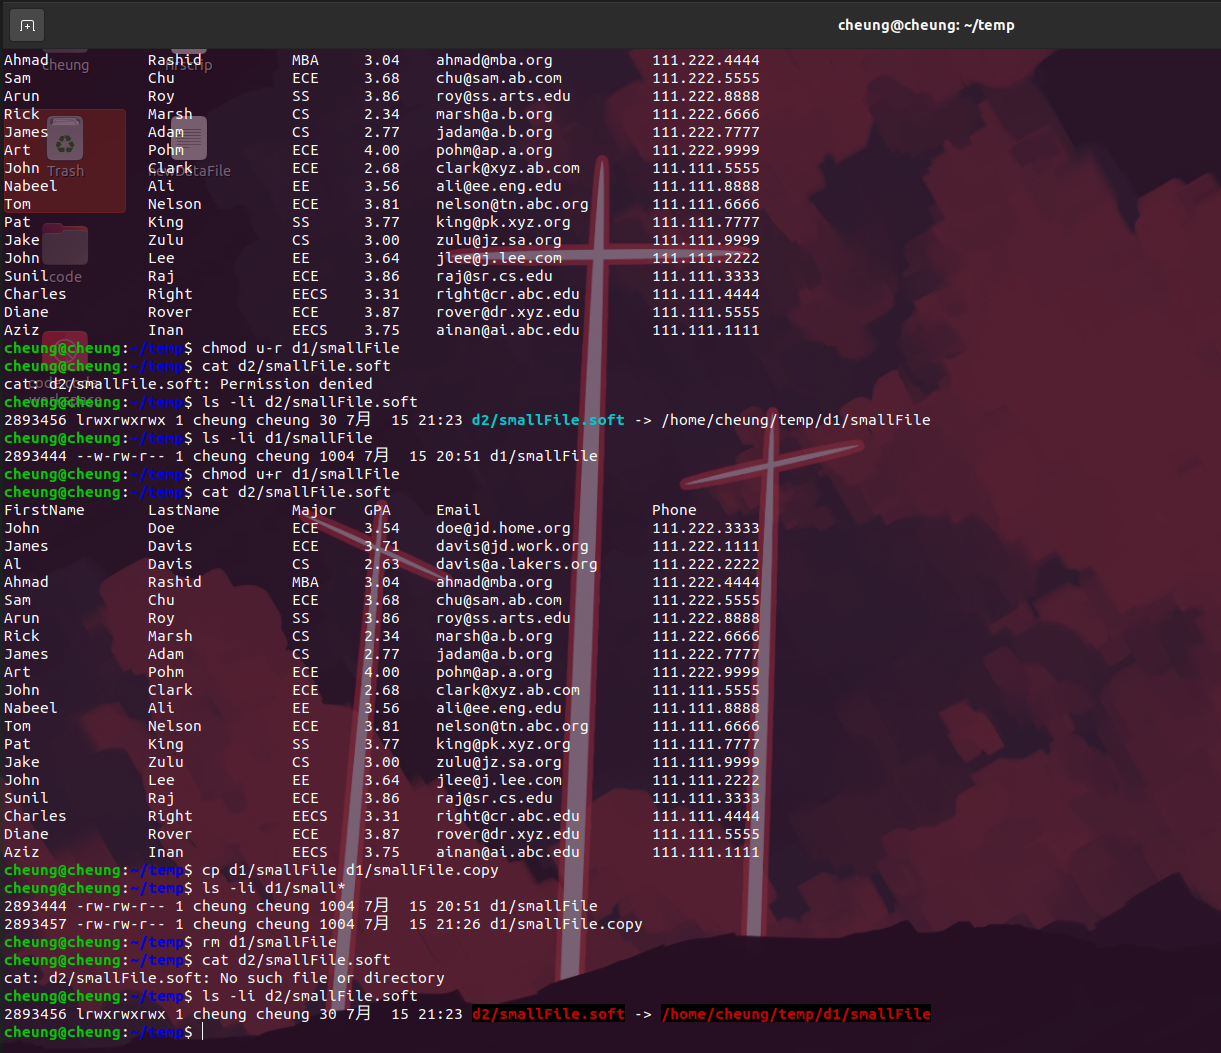 cheung@cheung: ~/temp
Ahmad Rashid MBA 3.04 ahmad@mba.org 111.222.4444
cheung
hrscrip
Sam Chu ECE 3.68 chu@sam.ab.com 111.222.5555
Arun Roy SS 3.86 roy@ss.arts.edu 111.222.8888
Rick Marsh CS 2.34 marsh@a.b.org 111.222.6666
James Adam CS 2.77 jadam@a.b.org 111.222.7777
Art Pohm ECE 4.00 pohm@ap.a.org 111.222.9999
John Clark ECE 2.68 clark@xyz.ab.com 111.111.5555
Trash
newDataFile
Nabeel Ali EE 3.56 ali@ee.eng.edu 111.111.8888
Tom Nelson ECE 3.81 nelson@tn.abc.org 111.111.6666
Pat King SS 3.77 king@pk.xyz.org 111.111.7777
Jake Zulu CS 3.00 zulu@jz.sa.org 111.111.9999
John Lee EE 3.64 jlee@j.lee.com 111.111.2222
Sunil Raj ECE 3.86 raj@sr.cs.edu 111.111.3333
code
Charles Right EECS 3.31 right@cr.abc.edu 111.111.4444
Diane Rover ECE 3.87 rover@dr.xyz.edu 111.111.5555
Aziz Inan EECS 3.75 ainan@ai.abc.edu 111.111.1111
cheung@cheung:~/temp$ chmod u-r d1/smallFile
cheung@cheung:~/temp$ cat d2/smallFile.soft
cat: d2/smallFile.soft: Permission denied
cheung@cheung:~/temp$ ls -li d2/smallFile.soft
2893456 lrwxrwxrwx 1 cheung cheung 30 7月 15 21:23 d2/smallFile.soft -> /home/cheung/temp/d1/smallFile
cheung@cheung:~/temp$ ls -li d1/smallFile
2893444 --w-rw-r-- 1 cheung cheung 1004 7月 15 20:51 d1/smallFile
cheung@cheung:~/temp$ chmod u+r d1/smallFile
cheung@cheung:~/temp$ cat d2/smallFile.soft
FirstName LastName Major GPA Email Phone
John Doe ECE 3.54 doe@jd.home.org 111.222.3333
James Davis ECE 3.71 davis@jd.work.org 111.222.1111
Al Davis CS 2.63 davis@a.lakers.org 111.222.2222
Ahmad Rashid MBA 3.04 ahmad@mba.org 111.222.4444
Sam Chu ECE 3.68 chu@sam.ab.com 111.222.5555
Arun Roy SS 3.86 roy@ss.arts.edu 111.222.8888
Rick Marsh CS 2.34 marsh@a.b.org 111.222.6666
James Adam CS 2.77 jadam@a.b.org 111.222.7777
Art Pohm ECE 4.00 pohm@ap.a.org 111.222.9999
John Clark ECE 2.68 clark@xyz.ab.com 111.111.5555
Nabeel Ali EE 3.56 ali@ee.eng.edu 111.111.8888
Tom Nelson ECE 3.81 nelson@tn.abc.org 111.111.6666
Pat King SS 3.77 king@pk.xyz.org 111.111.7777
Jake Zulu CS 3.00 zulu@jz.sa.org 111.111.9999
John Lee EE 3.64 jlee@j.lee.com 111.111.2222
Sunil Raj ECE 3.86 raj@sr.cs.edu 111.111.3333
Charles Right EECS 3.31 right@cr.abc.edu 111.111.4444
Diane Rover ECE 3.87 rover@dr.xyz.edu 111.111.5555
Aziz Inan EECS 3.75 ainan@ai.abc.edu 111.111.1111
cheung@cheung:~/temp$ cp d1/smallFile d1/smallFile.copy
cheung@cheung:~/temp$ ls -li d1/small*
2893444 -rw-rw-r-- 1 cheung cheung 1004 7月 15 20:51 d1/smallFile
2893457 -rw-rw-r-- 1 cheung cheung 1004 7月 15 21:26 d1/smallFile.copy
cheung@cheung:~/temp$ rm d1/smallFile
cheung@cheung:~/temp$ cat d2/smallFile.soft
cat: d2/smallFile.soft: No such file or directory
cheung@cheung:~/temp$ ls -li d2/smallFile.soft
2893456 lrwxrwxrwx 1 cheung cheung 30 7月 15 21:23 d2/smallFile.soft -> /home/cheung/temp/d1/smallFile
cheung@cheung:~/temp$